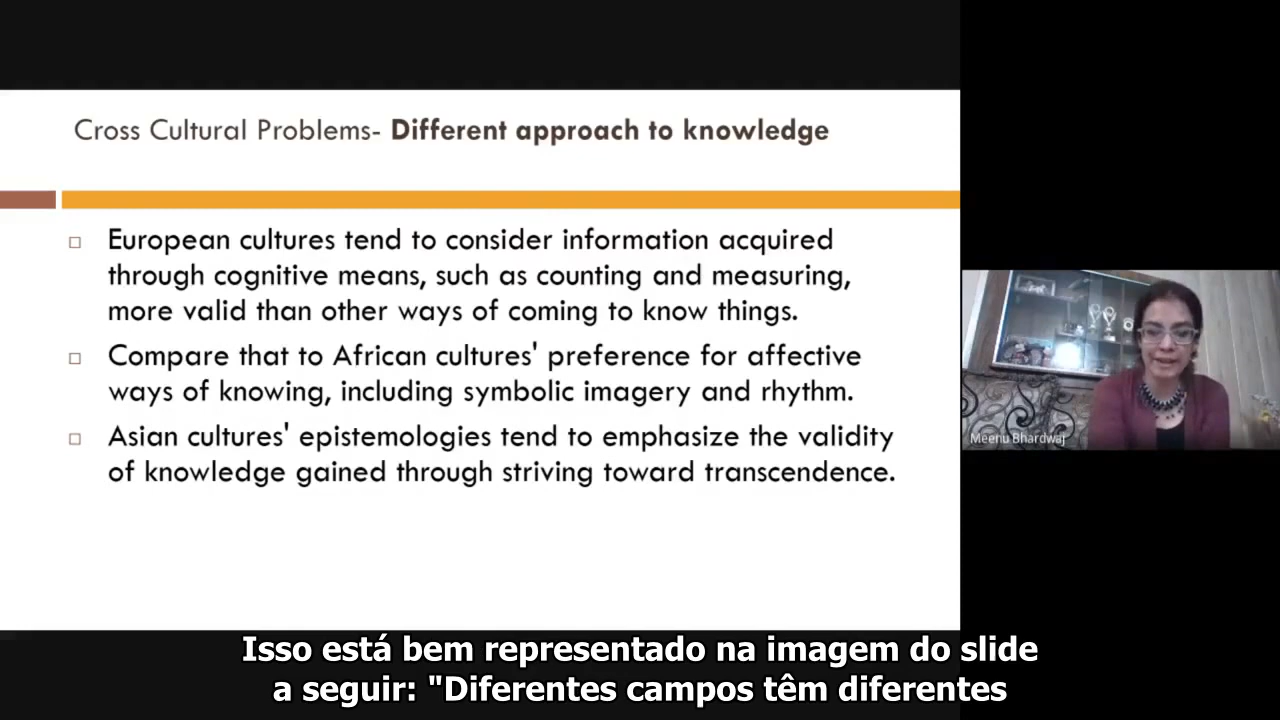 Cross Cultural Problems- Different approach to knowledge
European cultures tend to consider information acquired
through cognitive means, such as counting and measuring,
more valid than other ways of coming to know things.
Compare that to African cultures' preference for affective
ways of knowing, including symbolic imagery and rhythm.
Asian cultures' epistemologies tend to emphasize the validity
of knowledge gained through striving toward transcendence.
Meenu Bhardwaj
Isso está bem representado na imagem do slide
a seguir: "Diferentes campos têm diferentes